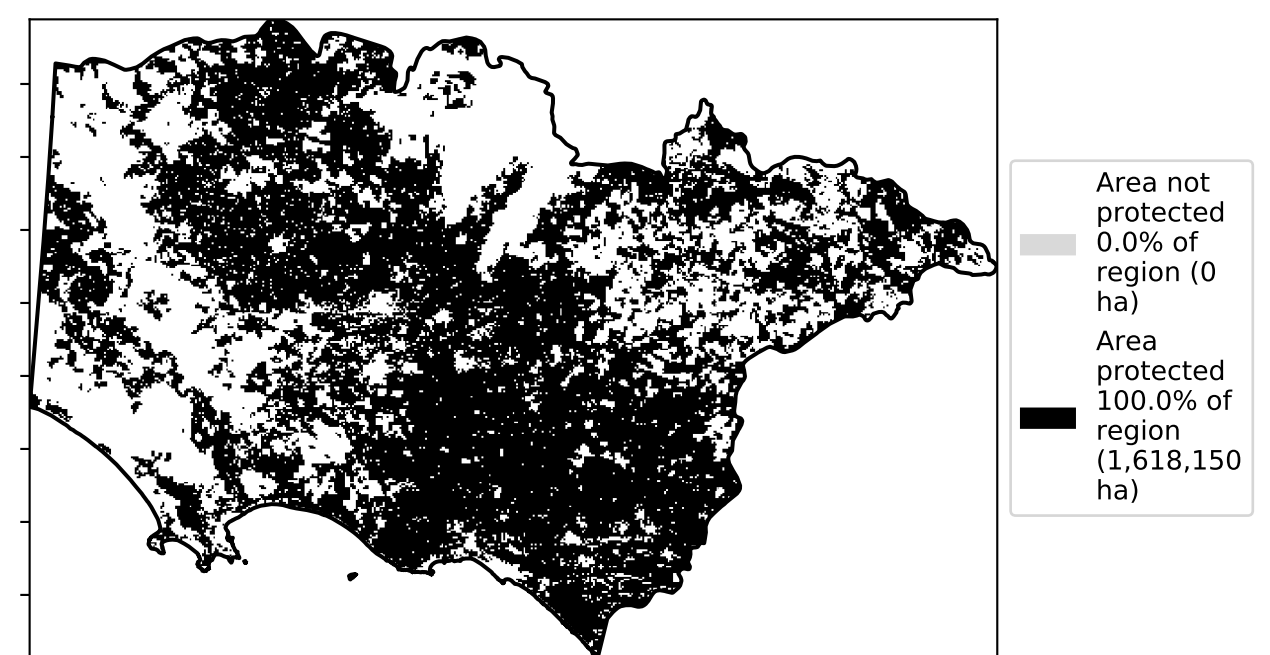 Area not
protected
0.0% of
region (0
ha)
Area
protected
100.0% of
region
(1,618,150
ha)